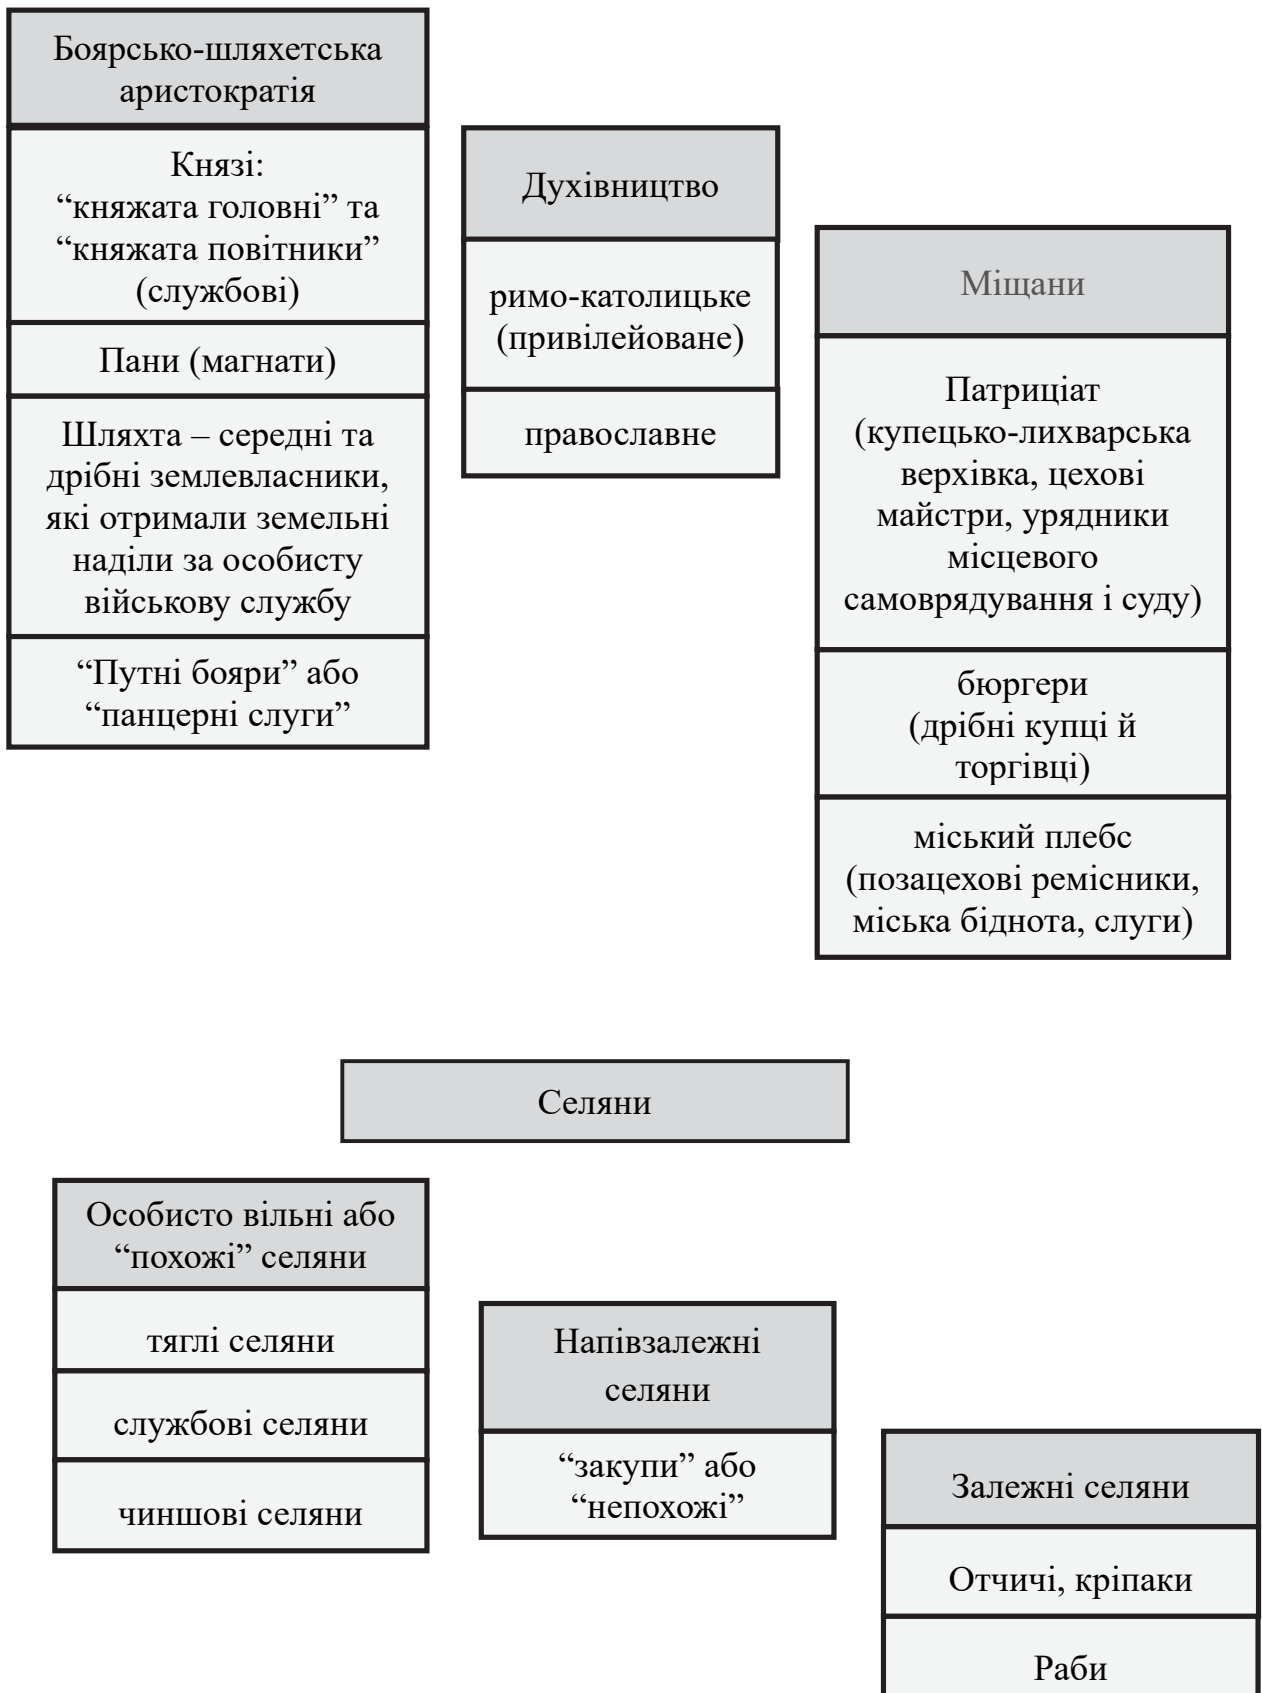 Боярсько-шляхетська
аристократія
Князі:
“княжата головні” та
“княжата повітники”
(службові)
Пани (магнати)
Шляхта – середні та
дрібні землевласники,
які отримали земельні
наділи за особисту
військову службу
“Путні бояри” або
“панцерні слуги”
Духівництво
римо-католицьке
(привілейоване)
православне
Міщани
Патриціат
(купецько-лихварська
верхівка, цехові
майстри, урядники
місцевого
самоврядування і суду)
бюргери
(дрібні купці й
торгівці)
міський плебс
(позацехові ремісники,
міська біднота, слуги)
Селяни
Особисто вільні або
“похожі” селяни
тяглі селяни
службові селяни
чиншові селяни
Напівзалежні
селяни
“закупи” або
“непохожі”
Залежні селяни
Отчичі, кріпаки
Раби